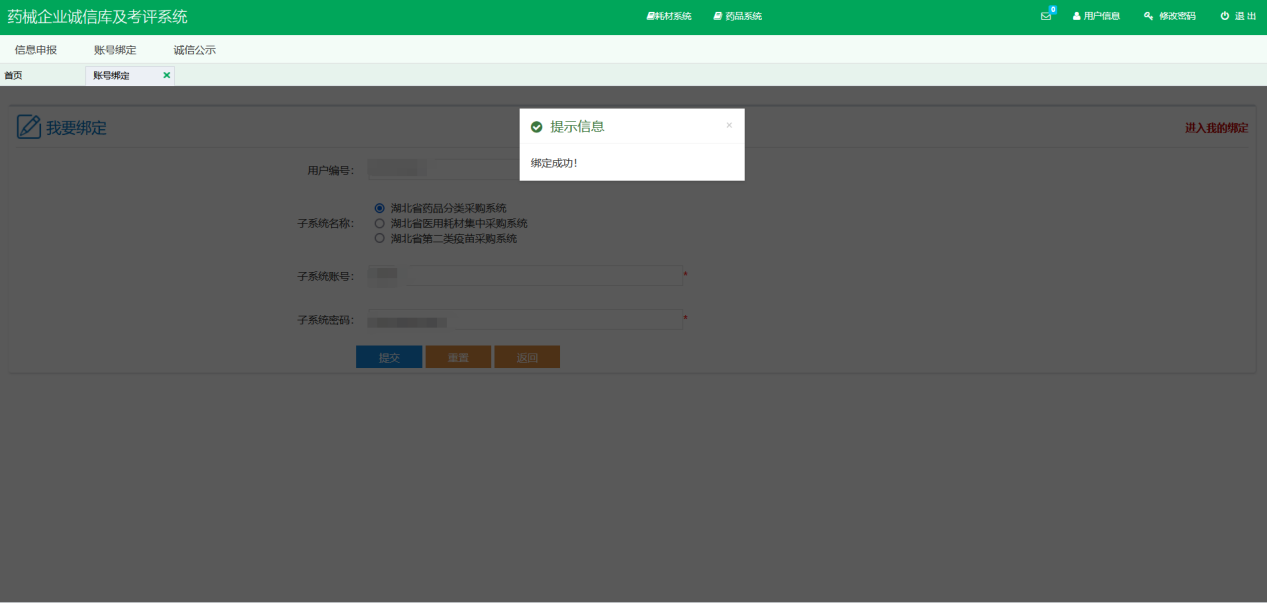 药械企业诚信库及考评系统 耗材系统 药品系统 0 用户信息 修改密码 退出
信息申报 账号绑定 诚信公示
首页 账号绑定 ×
提示信息 ×
绑定成功!
我要绑定 进入我的绑定
用户编号:
子系统名称:
湖北省药品分类采购系统
湖北省医用耗材集中采购系统
湖北省第二类疫苗采购系统
子系统账号: *
子系统密码: *
提交 重置 返回